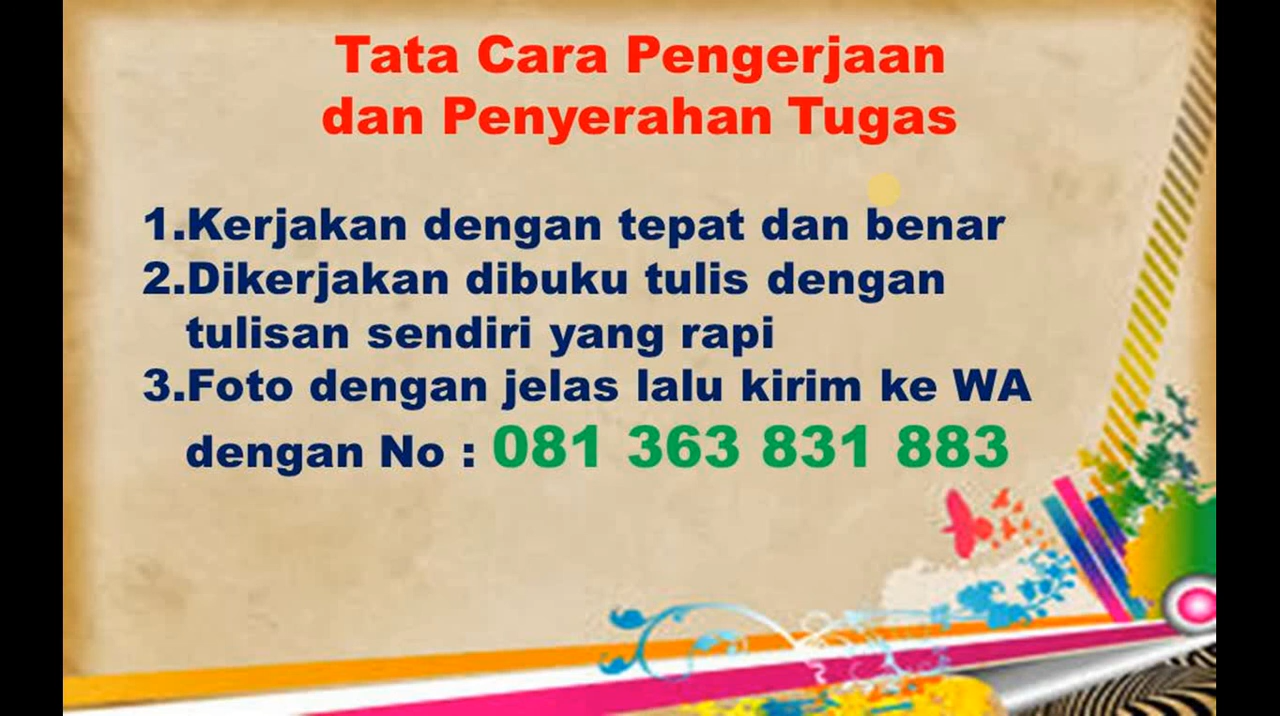 Tata Cara Pengerjaan
dan Penyerahan Tugas
1.Kerjakan dengan tepat dan benar
2.Dikerjakan dibuku tulis dengan
tulisan sendiri yang rapi
3.Foto dengan jelas lalu kirim ke WA
dengan No : 081 363 831 883